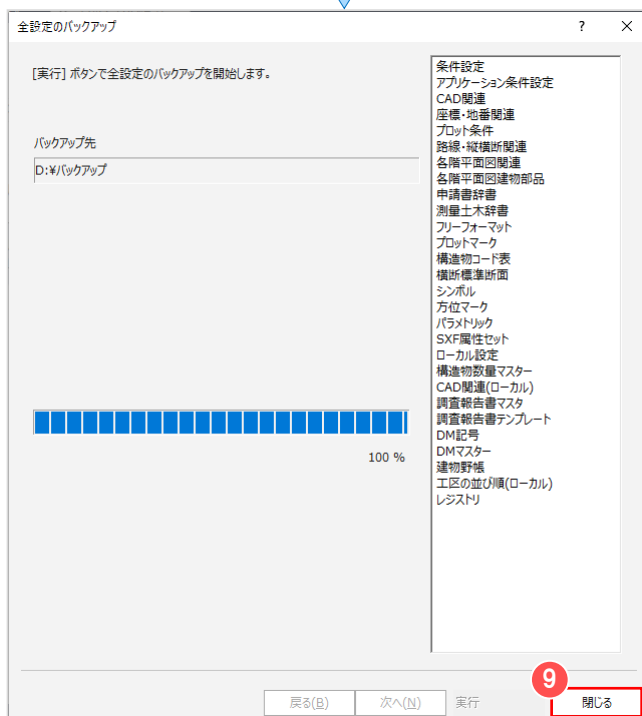 全設定のバックアップ
? ×
[実行] ボタンで全設定のバックアップを開始します。
バックアップ先
D:¥バックアップ
100 %
条件設定
アプリケーション条件設定
CAD関連
座標・地番関連
プロット条件
路線・縦横断関連
各階平面図関連
各階平面図建物部品
申請書辞書
測量土木辞書
フリーフォーマット
プロットマーク
構造物コード表
横断標準断面
シンボル
方位マーク
パラメトリック
SXF属性セット
ローカル設定
構造物数量マスター
CAD関連(ローカル)
調査報告書マスタ
調査報告書テンプレート
DM記号
DMマスター
建物野帳
工区の並び順(ローカル)
レジストリ
9
戻る(B) 次へ(N) 実行 閉じる